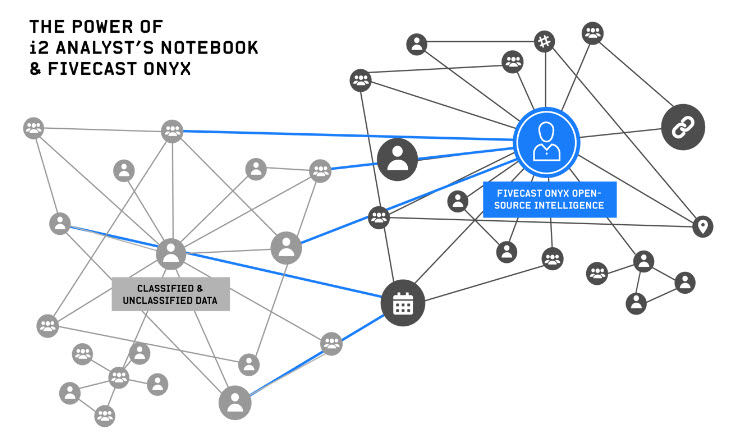 THE POWER OF
i2 ANALYST'S NOTEBOOK
& FIVECAST ONYX
FIVECAST ONYX OPEN-
SOURCE INTELLIGENCE
CLASSIFIED &
UNCLASSIFIED DATA